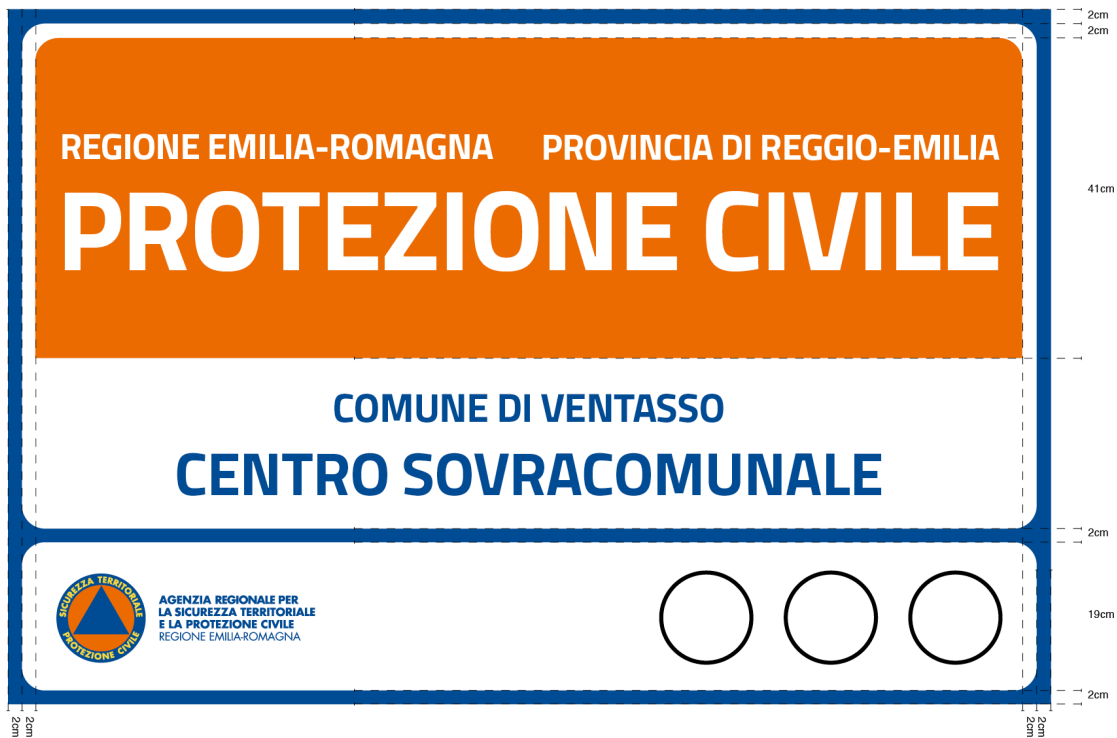 2cm
2cm
REGIONE EMILIA-ROMAGNA PROVINCIA DI REGGIO-EMILIA
PROTEZIONE CIVILE
41cm
COMUNE DI VENTASSO
CENTRO SOVRACOMUNALE
2cm
SICUREZZA TERRITORIALE
PROTEZIONE CIVILE
AGENZIA REGIONALE PER
LA SICUREZZA TERRITORIALE
E LA PROTEZIONE CIVILE
REGIONE EMILIA-ROMAGNA
19cm
2cm
2cm 2cm 2cm 2cm